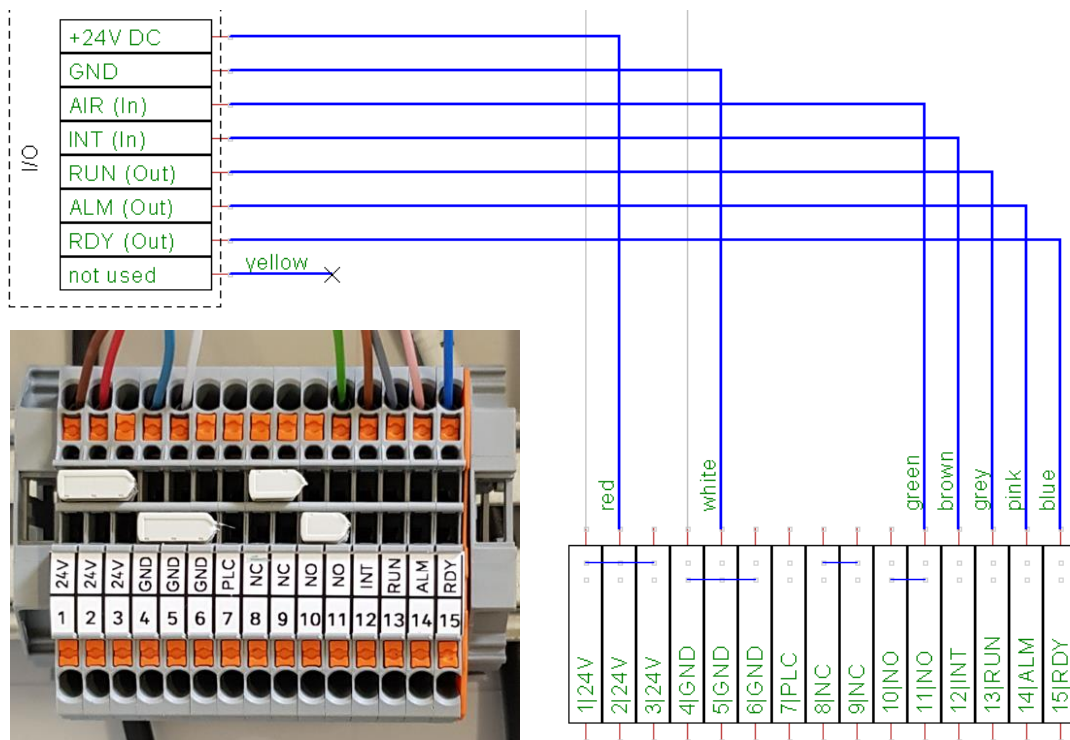 +24V DC
GND
AIR (In)
INT (In)
RUN (Out)
ALM (Out)
RDY (Out)
not used
I/O
yellow
red
white
green
brown
grey
pink
blue
24V 24V 24V GND GND GND PLC NC NC NO NO INT RUN ALM RDY
1 2 3 4 5 6 7 8 9 10 11 12 13 14 15
1|24V
2|24V
3|24V
4|GND
5|GND
6|GND
7|PLC
8|NC
9|NC
10|NO
11|NO
12|INT
13|RUN
14|ALM
15|RDY